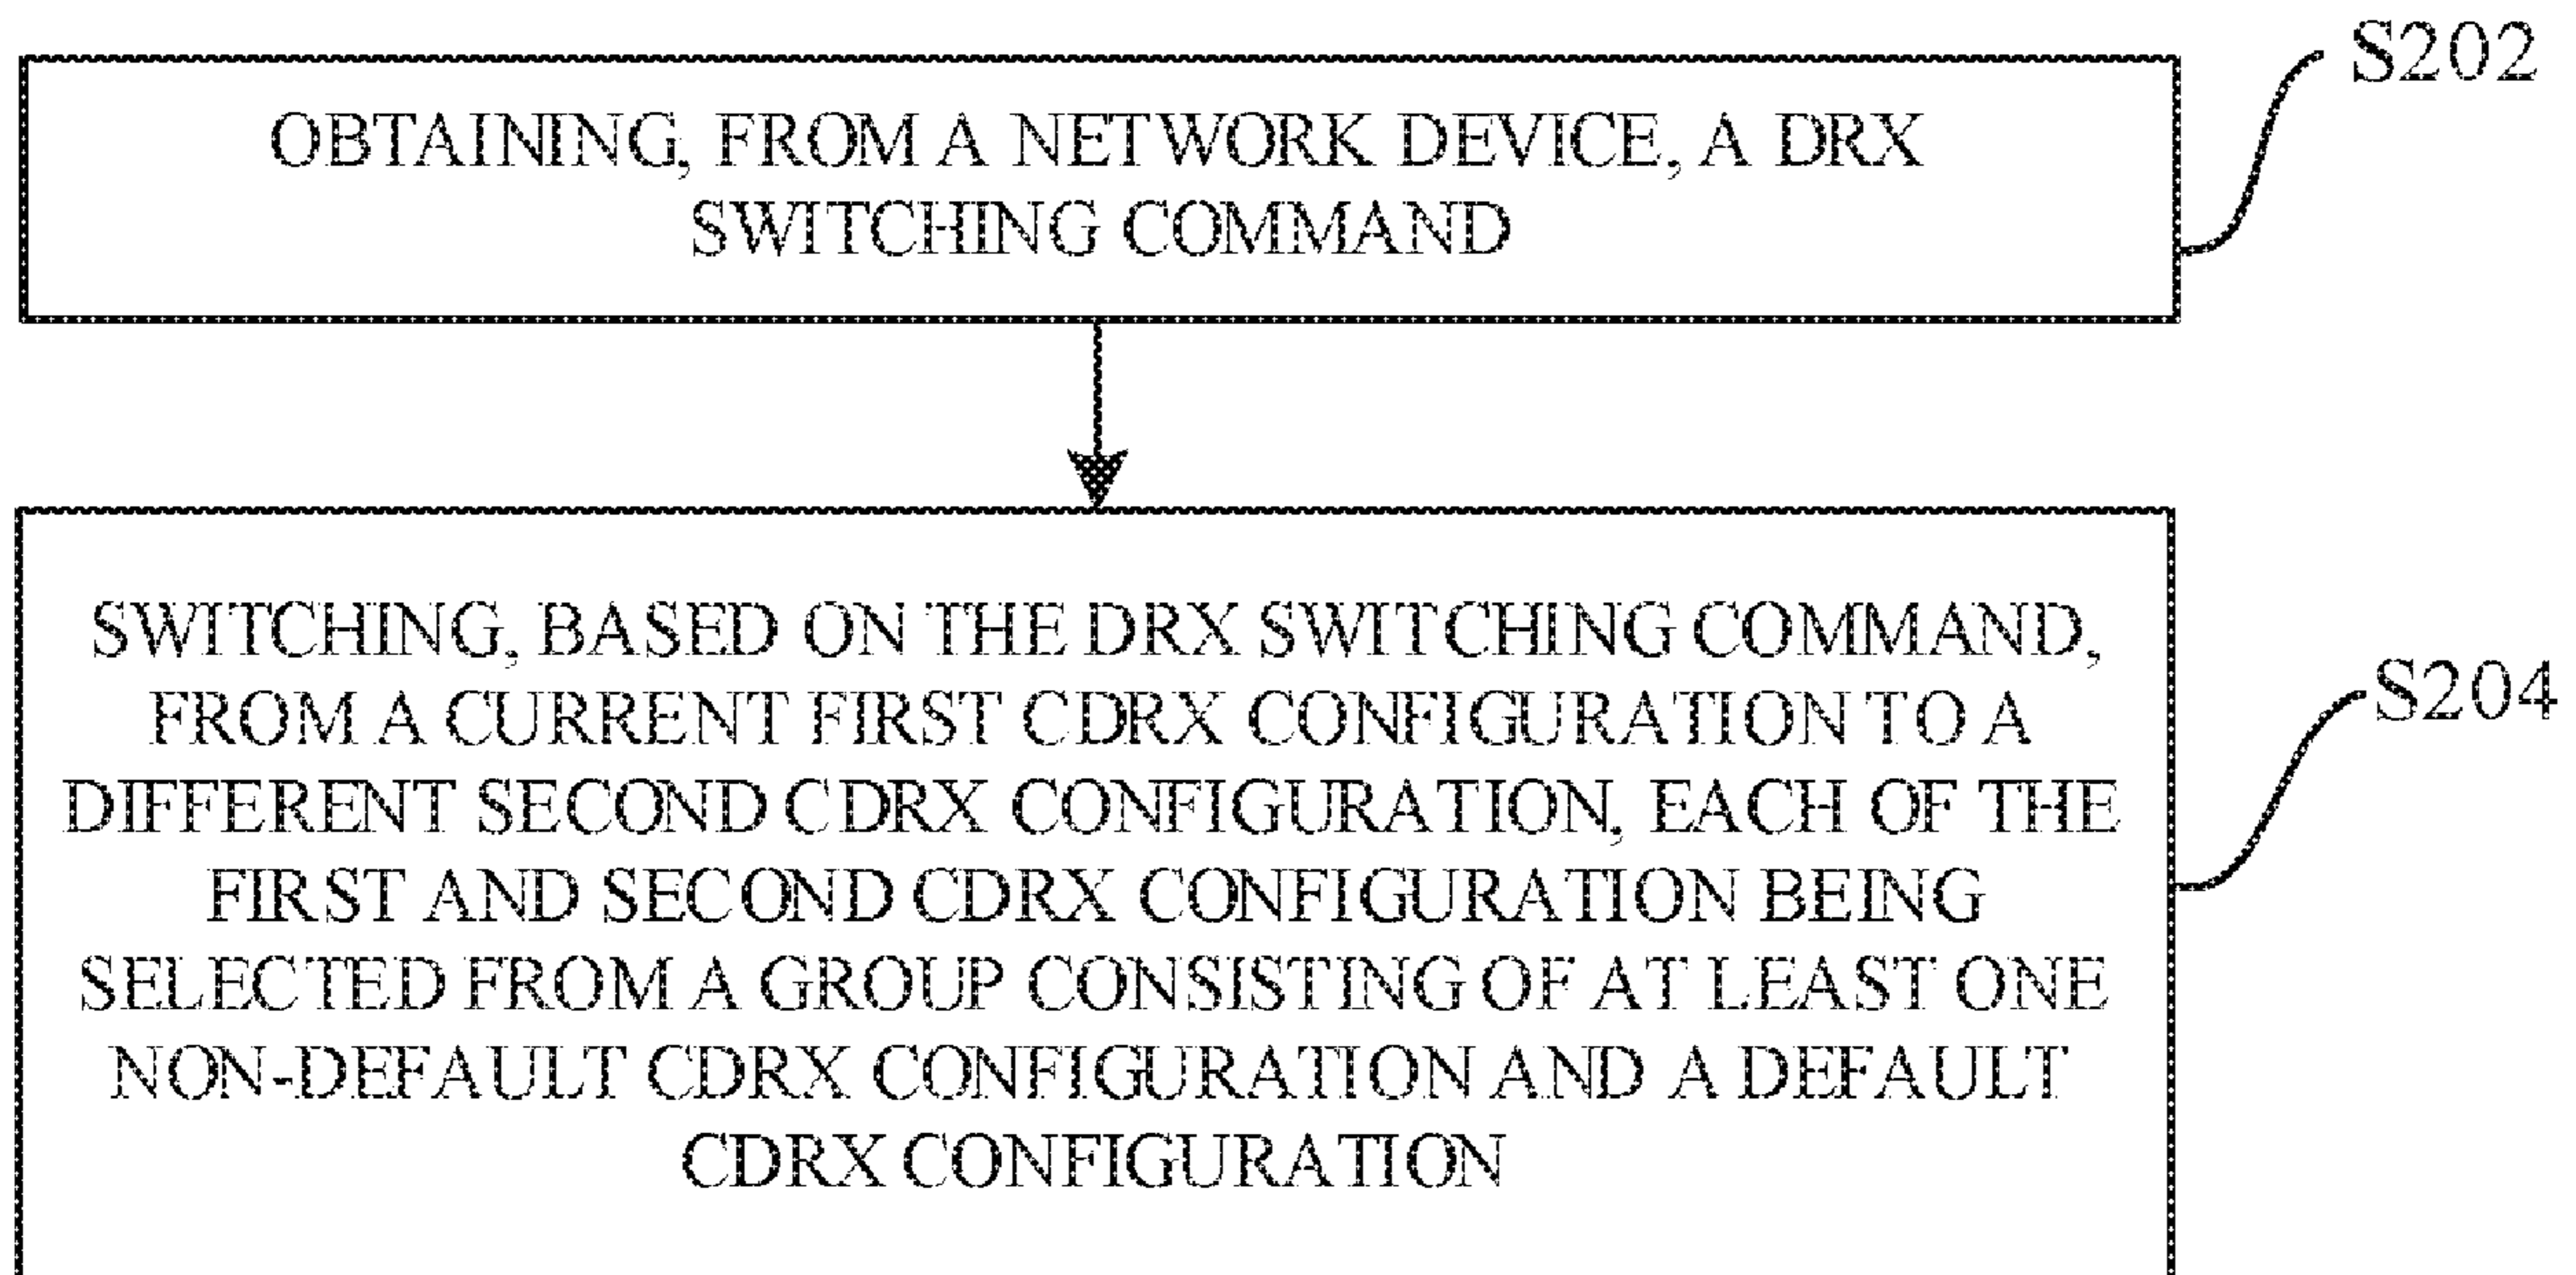 S202
OBTAINING, FROM A NETWORK DEVICE, A DRX
SWITCHING COMMAND
SWITCHING, BASED ON THE DRX SWITCHING COMMAND,
FROM A CURRENT FIRST CDRX CONFIGURATION TO A
DIFFERENT SECOND CDRX CONFIGURATION, EACH OF THE
FIRST AND SECOND CDRX CONFIGURATION BEING
SELECTED FROM A GROUP CONSISTING OF AT LEAST ONE
NON-DEFAULT CDRX CONFIGURATION AND A DEFAULT
CDRX CONFIGURATION
S204